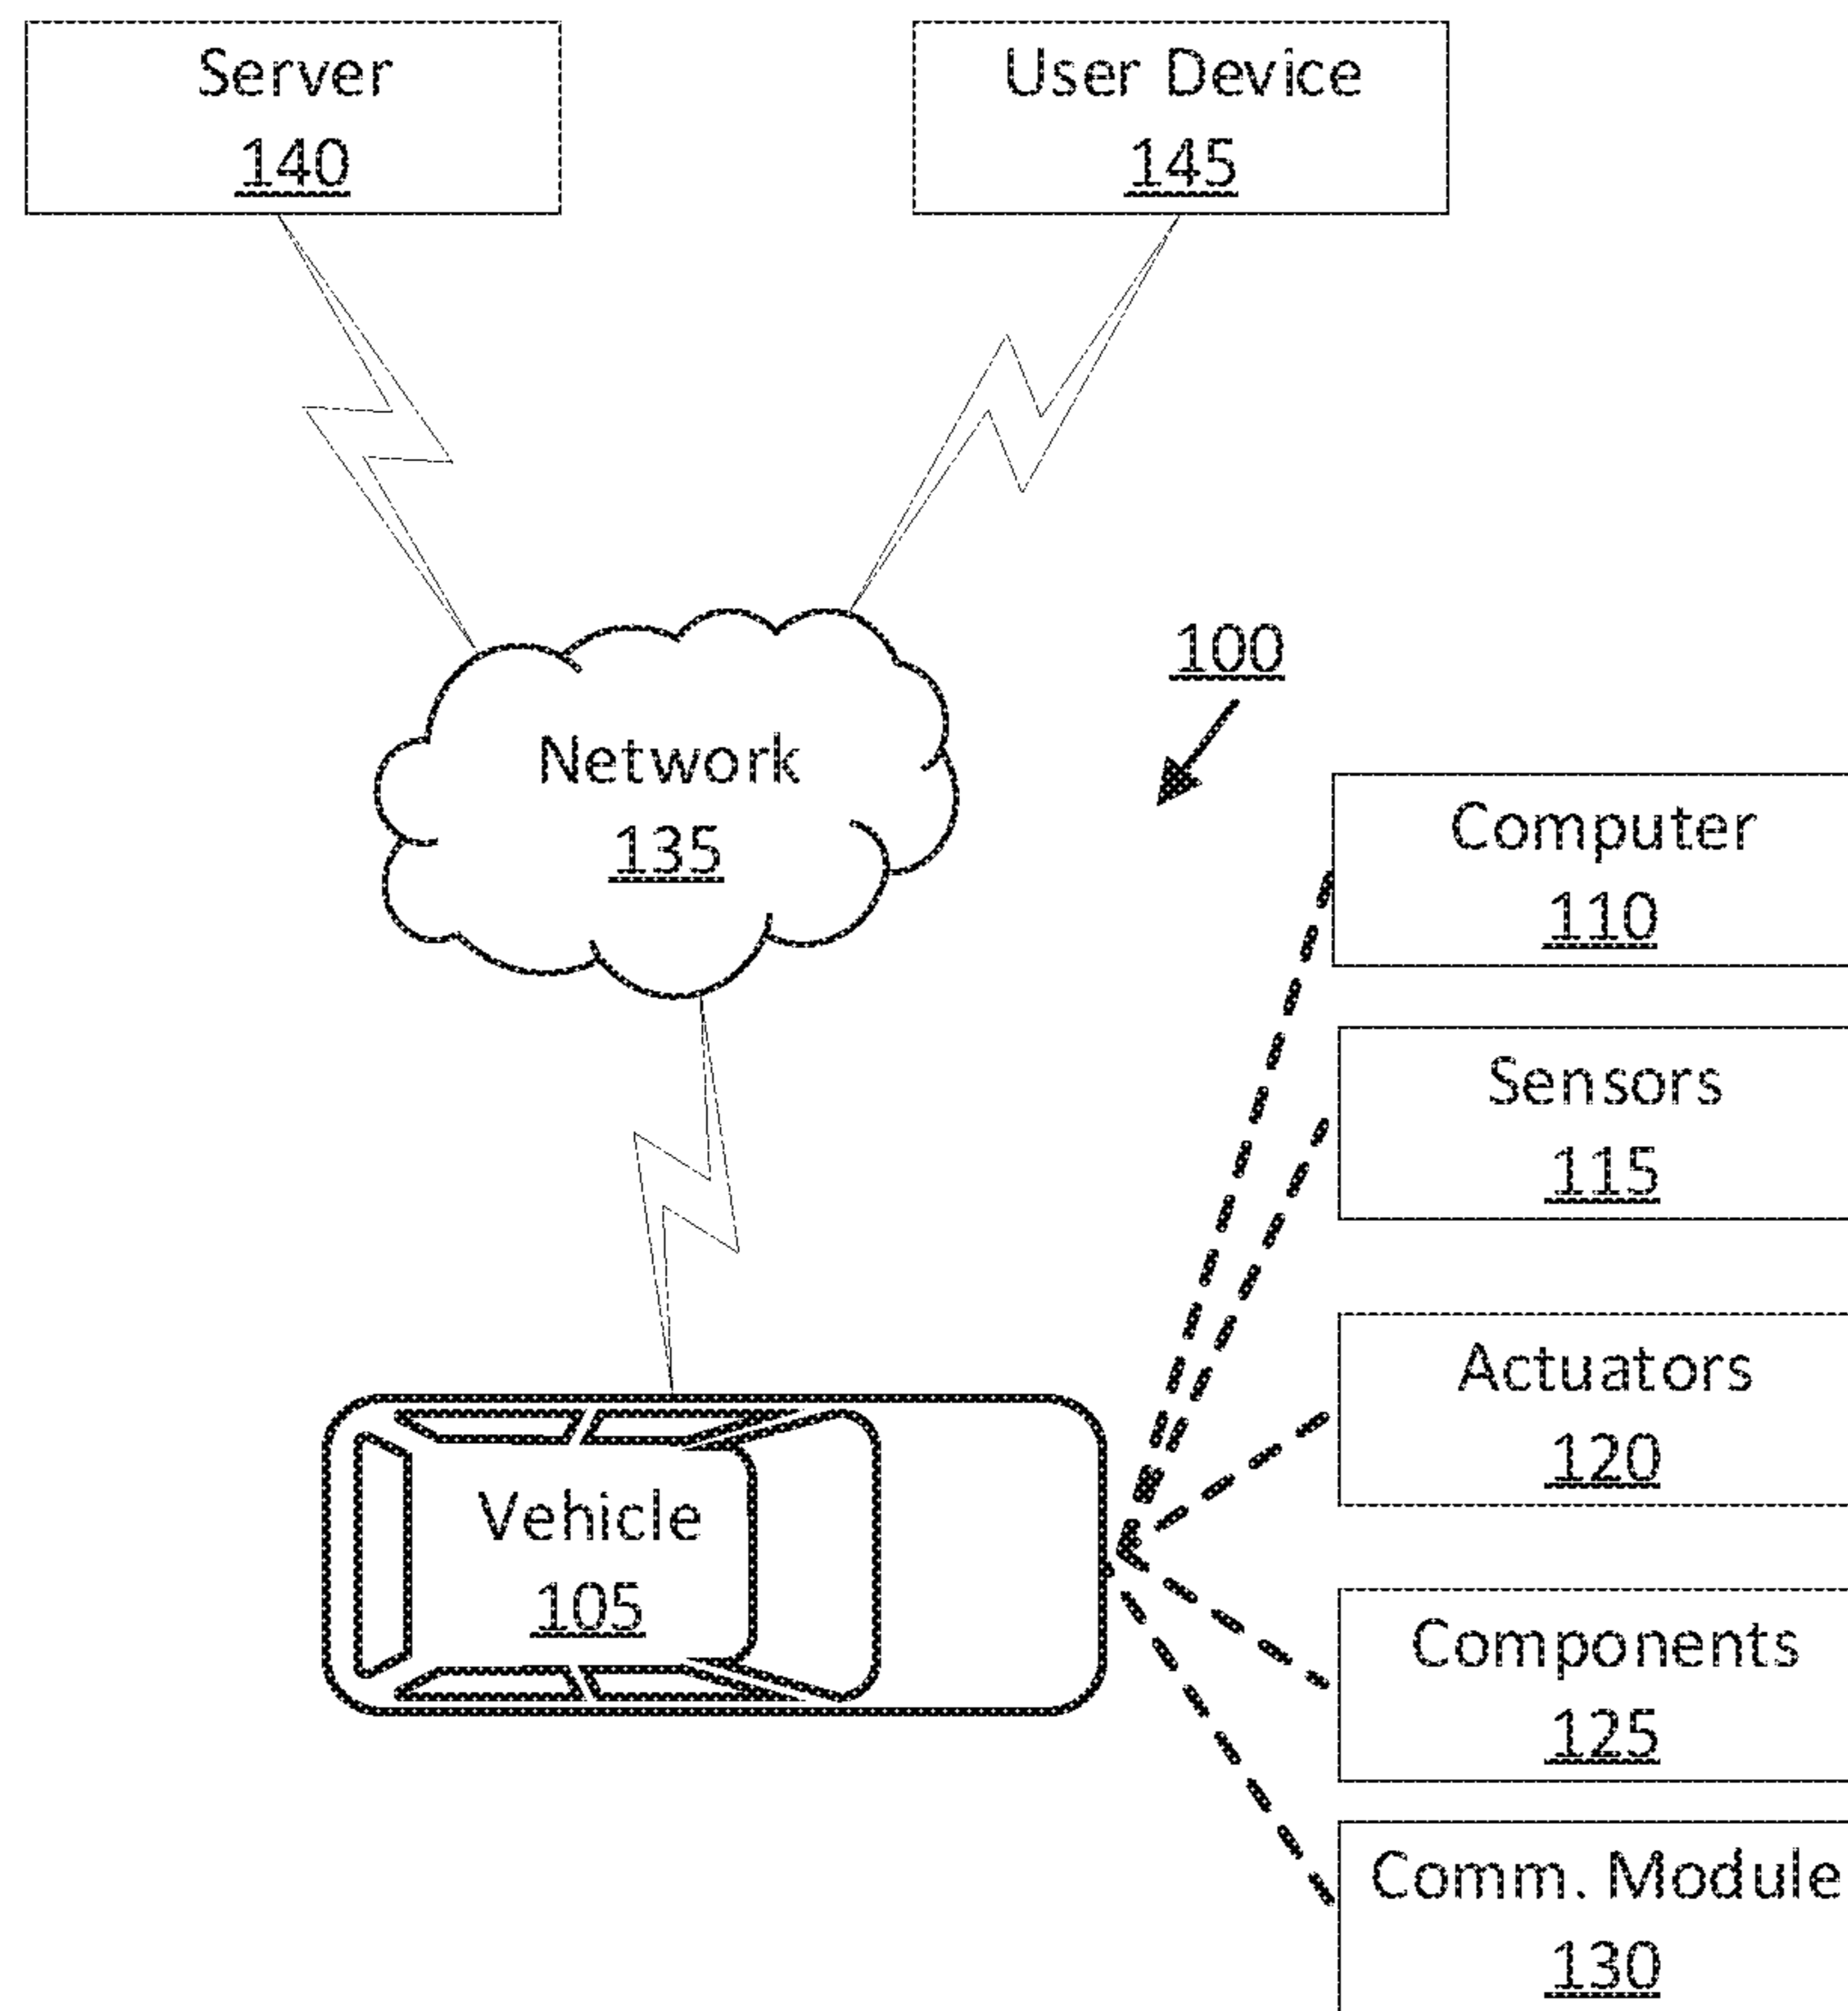 Server
140
User Device
145
Network
135
100
Computer
110
Sensors
115
Actuators
120
Vehicle
105
Components
125
Comm. Module
130